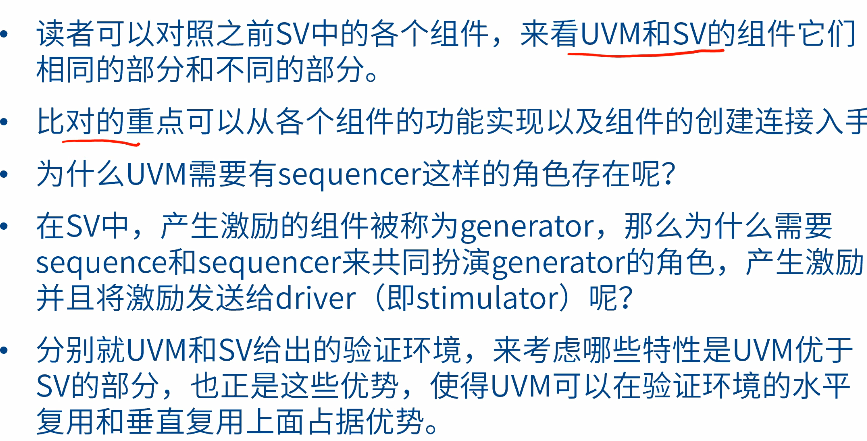 • 读者可以对照之前SV中的各个组件，来看UVM和SV的组件它们
相同的部分和不同的部分。
• 比对的重点可以从各个组件的功能实现以及组件的创建连接入手
• 为什么UVM需要有sequencer这样的角色存在呢？
• 在SV中，产生激励的组件被称为generator，那么为什么需要
sequence和sequencer来共同扮演generator的角色，产生激励
并且将激励发送给driver（即stimulator）呢？
• 分别就UVM和SV给出的验证环境，来考虑哪些特性是UVM优于
SV的部分，也正是这些优势，使得UVM可以在验证环境的水平
复用和垂直复用上面占据优势。